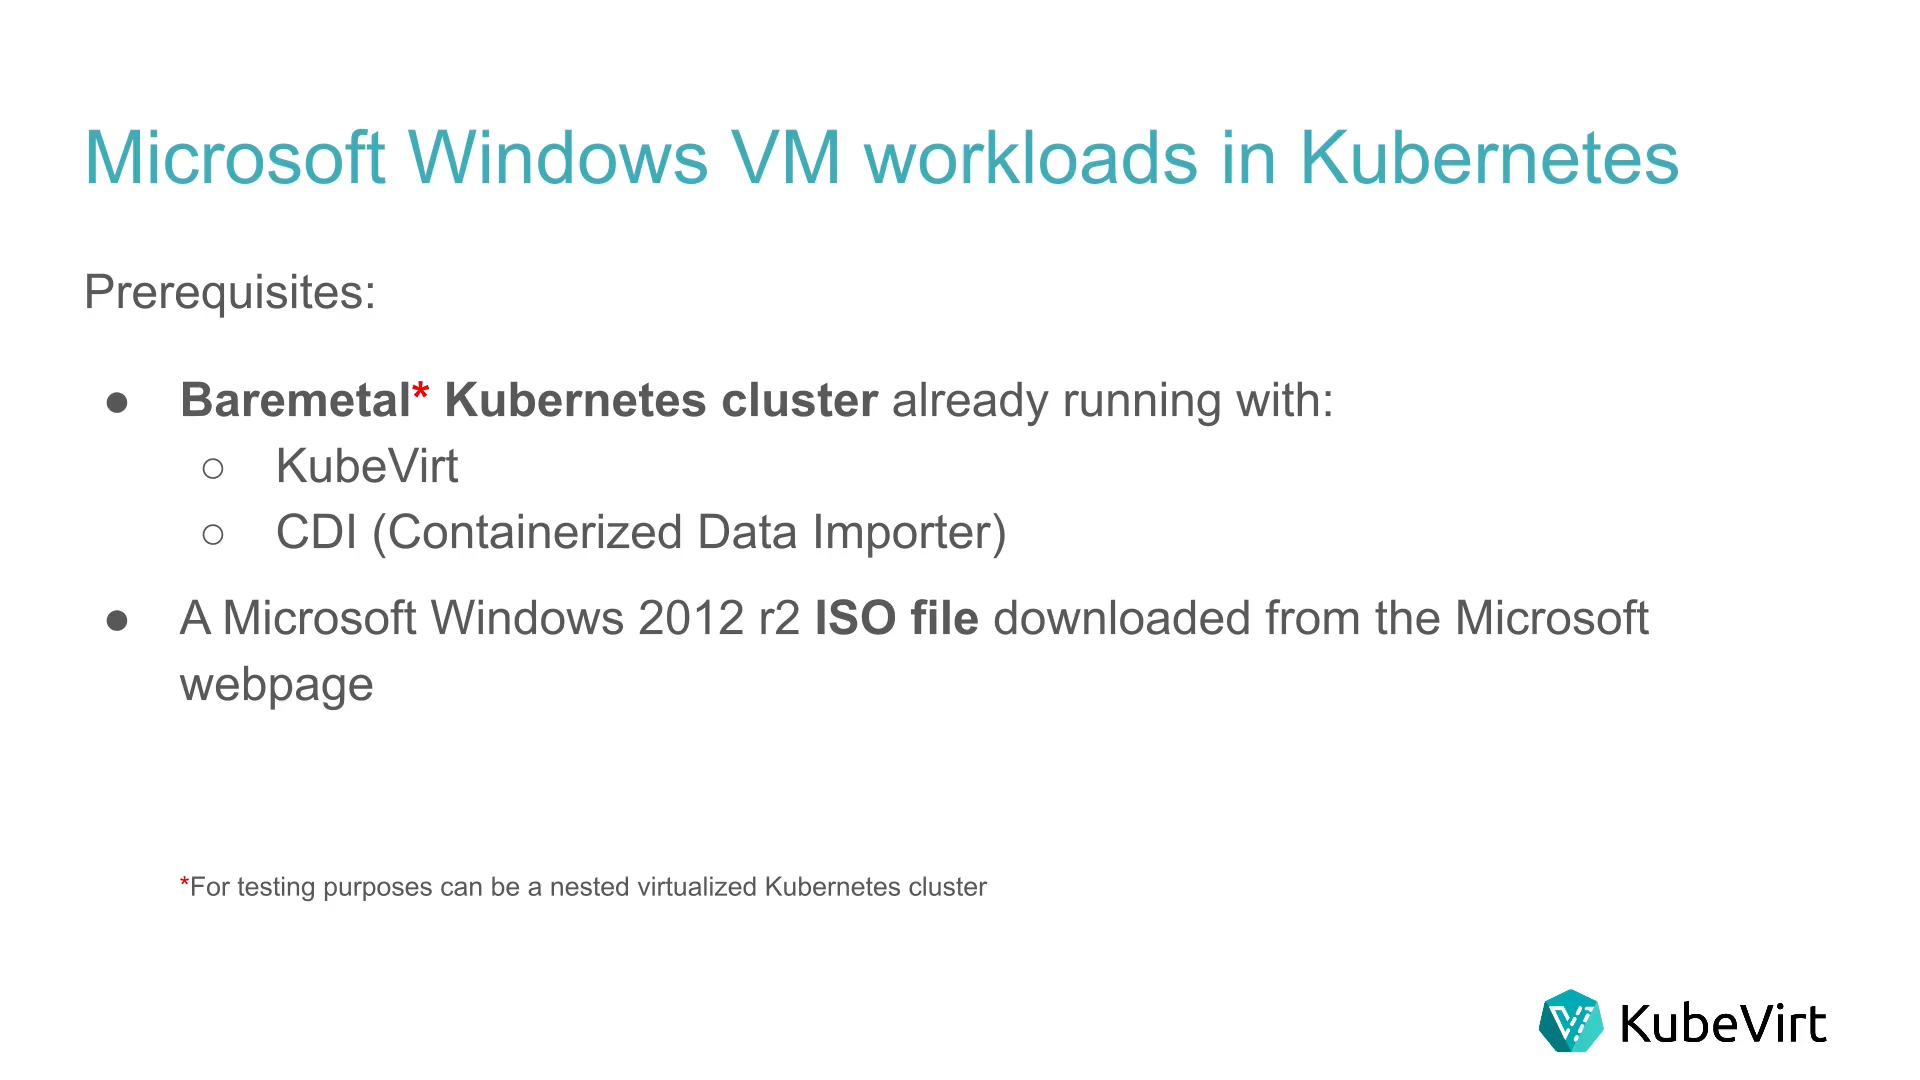 Microsoft Windows VM workloads in Kubernetes
Prerequisites:
● Baremetal* Kubernetes cluster already running with:
○ KubeVirt
○ CDI (Containerized Data Importer)
● A Microsoft Windows 2012 r2 ISO file downloaded from the Microsoft
webpage
*For testing purposes can be a nested virtualized Kubernetes cluster
KubeVirt